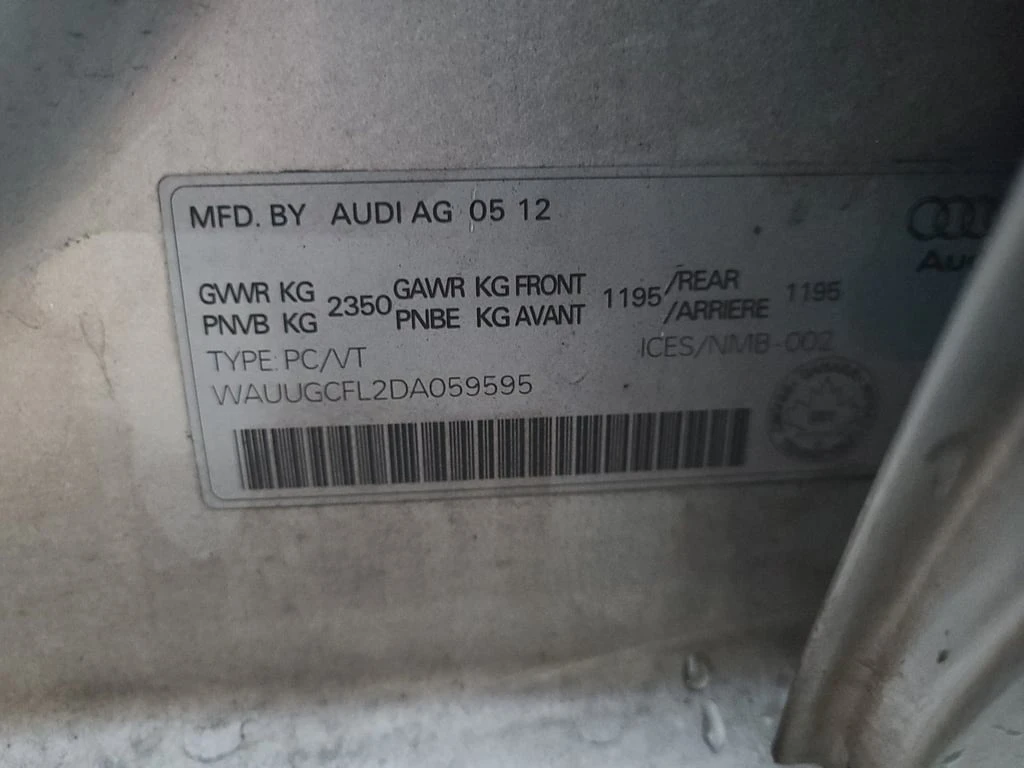 MFD. BY AUDI AG 05 12
GVWR KG 2350 GAWR KG FRONT 1195 /REAR 1195
PNVB KG PNBE KG AVANT /ARRIERE
TYPE: PC/VT ICES/NMB-002
WAUUGCFL2DA059595